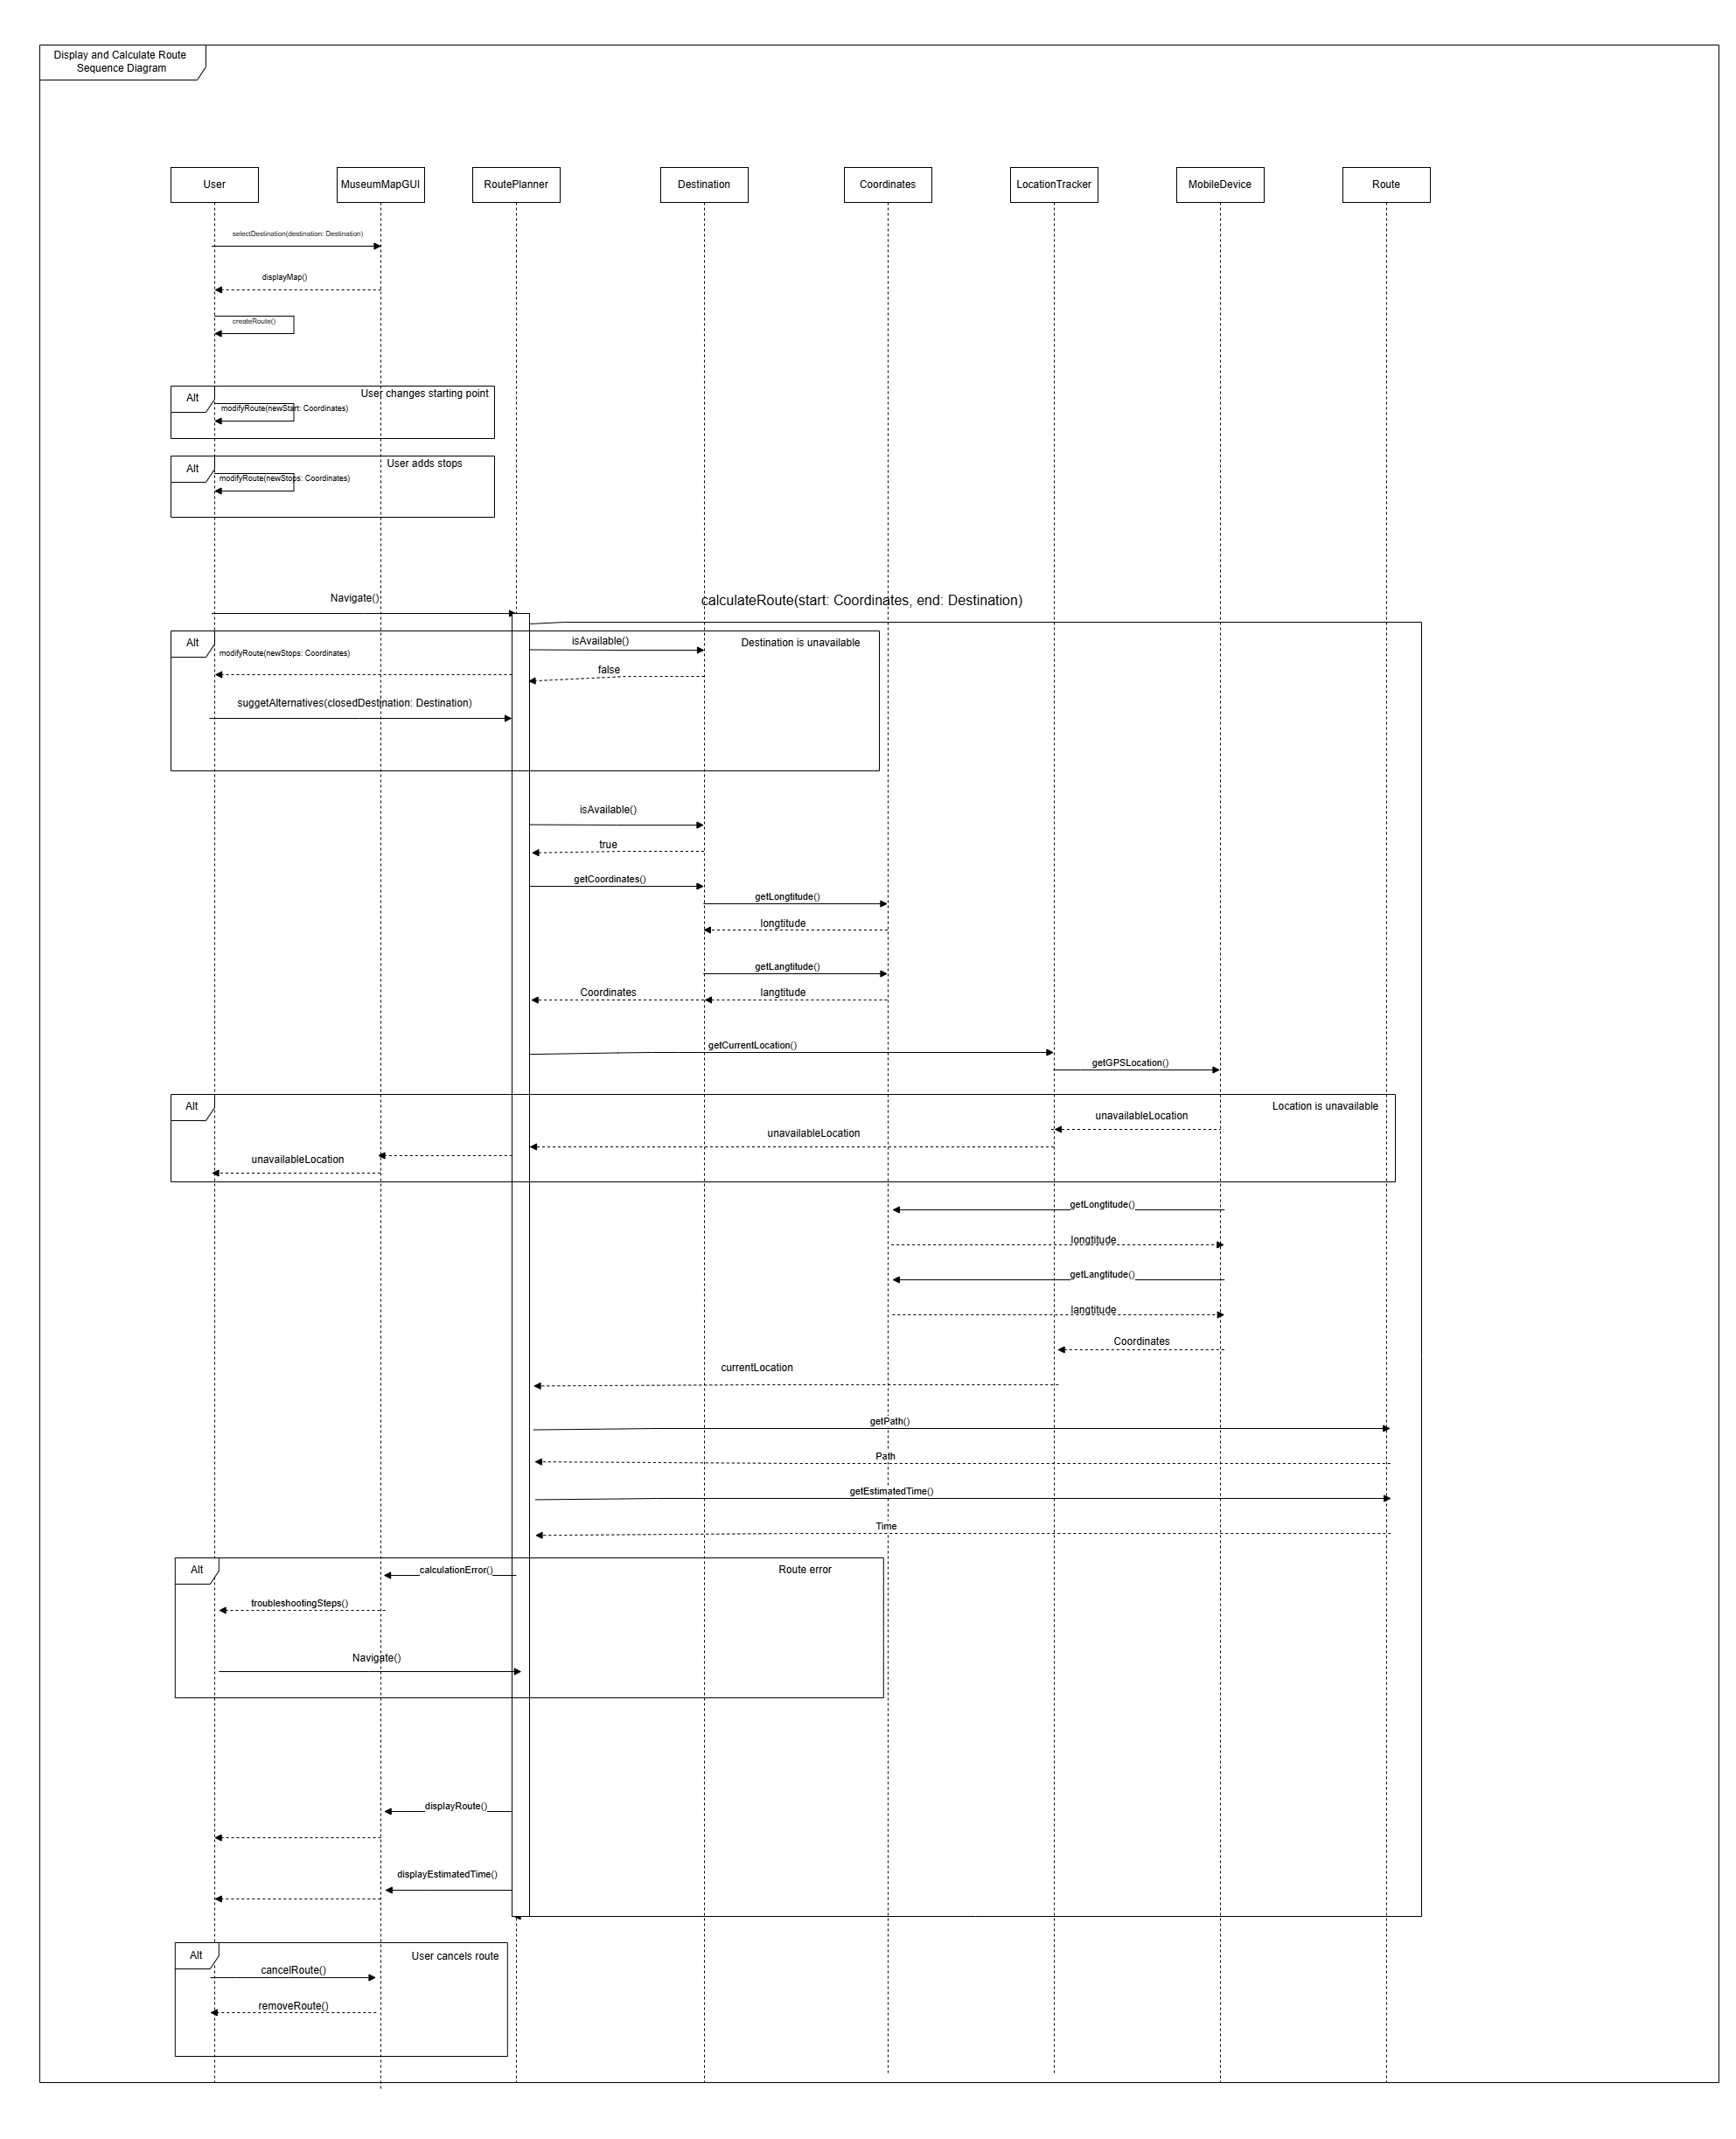 Display and Calculate Route
Sequence Diagram
User
MuseumMapGUI
RoutePlanner
Destination
Coordinates
LocationTracker
MobileDevice
Route
selectDestination(destination: Destination)
displayMap()
createRoute()
Alt
User changes starting point
modifyRoute(newStart: Coordinates)
Alt
User adds stops
modifyRoute(newStops: Coordinates)
Navigate()
calculateRoute(start: Coordinates, end: Destination)
Alt
isAvailable()
Destination is unavailable
modifyRoute(newStops: Coordinates)
false
suggetAlternatives(closedDestination: Destination)
isAvailable()
true
getCoordinates()
getLongtitude()
longtitude
getLangtitude()
Coordinates
langtitude
getCurrentLocation()
getGPSLocation()
Alt
Location is unavailable
unavailableLocation
unavailableLocation
unavailableLocation
getLongtitude()
longtitude
getLangtitude()
langtitude
Coordinates
currentLocation
getPath()
Path
getEstimatedTime()
Time
Alt
calculationError()
Route error
troubleshootingSteps()
Navigate()
displayRoute()
displayEstimatedTime()
Alt
User cancels route
cancelRoute()
removeRoute()